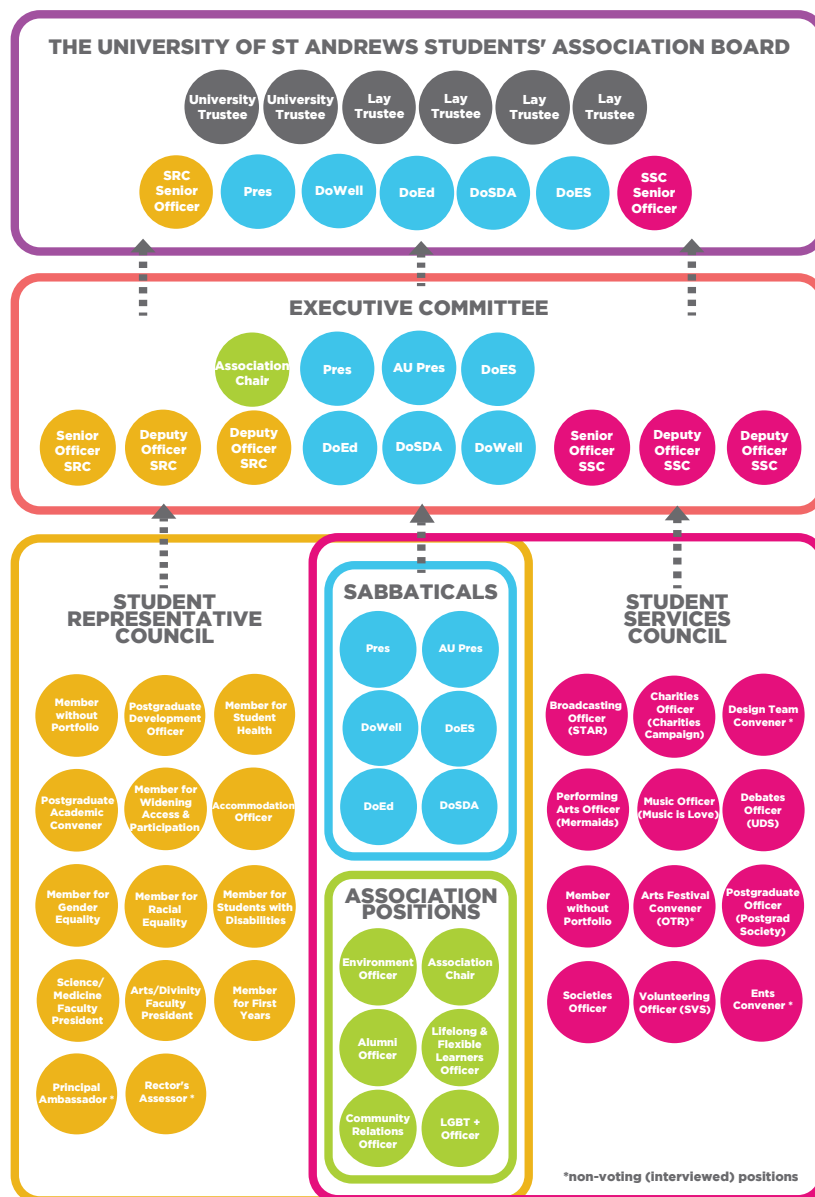 THE UNIVERSITY OF ST ANDREWS STUDENTS' ASSOCIATION BOARD
University
Trustee
University
Trustee
Lay
Trustee
Lay
Trustee
Lay
Trustee
Lay
Trustee
SRC
Senior
Officer
Pres
DoWell
DoEd
DoSDA
DoES
SSC
Senior
Officer
EXECUTIVE COMMITTEE
Association
Chair
Pres
AU Pres
DoES
Senior
Officer
SRC
Deputy
Officer
SRC
Deputy
Officer
SRC
DoEd
DoSDA
DoWell
Senior
Officer
SSC
Deputy
Officer
SSC
Deputy
Officer
SSC
STUDENT
REPRESENTATIVE
COUNCIL
Member
without
Portfolio
Postgraduate
Development
Officer
Member for
Student
Health
Postgraduate
Academic
Convener
Member for
Widening
Access &
Participation
Accommodation
Officer
Member for
Gender
Equality
Member for
Racial
Equality
Member for
Students with
Disabilities
Science/
Medicine
Faculty
President
Arts/Divinity
Faculty
President
Member
for First
Years
Principal
Ambassador *
Rector's
Assessor *
SABBATICALS
Pres
AU Pres
DoWell
DoES
DoEd
DoSDA
ASSOCIATION
POSITIONS
Environment
Officer
Association
Chair
Alumni
Officer
Lifelong &
Flexible
Learners
Officer
Community
Relations
Officer
LGBT +
Officer
STUDENT
SERVICES
COUNCIL
Broadcasting
Officer
(STAR)
Charities
Officer
(Charities
Campaign)
Design Team
Convener *
Performing
Arts Officer
(Mermaids)
Music Officer
(Music is Love)
Debates
Officer
(UDS)
Member
without
Portfolio
Arts Festival
Convener
(OTR)*
Postgraduate
Officer
(Postgrad
Society)
Societies
Officer
Volunteering
Officer (SVS)
Ents
Convener *
*non-voting (interviewed) positions